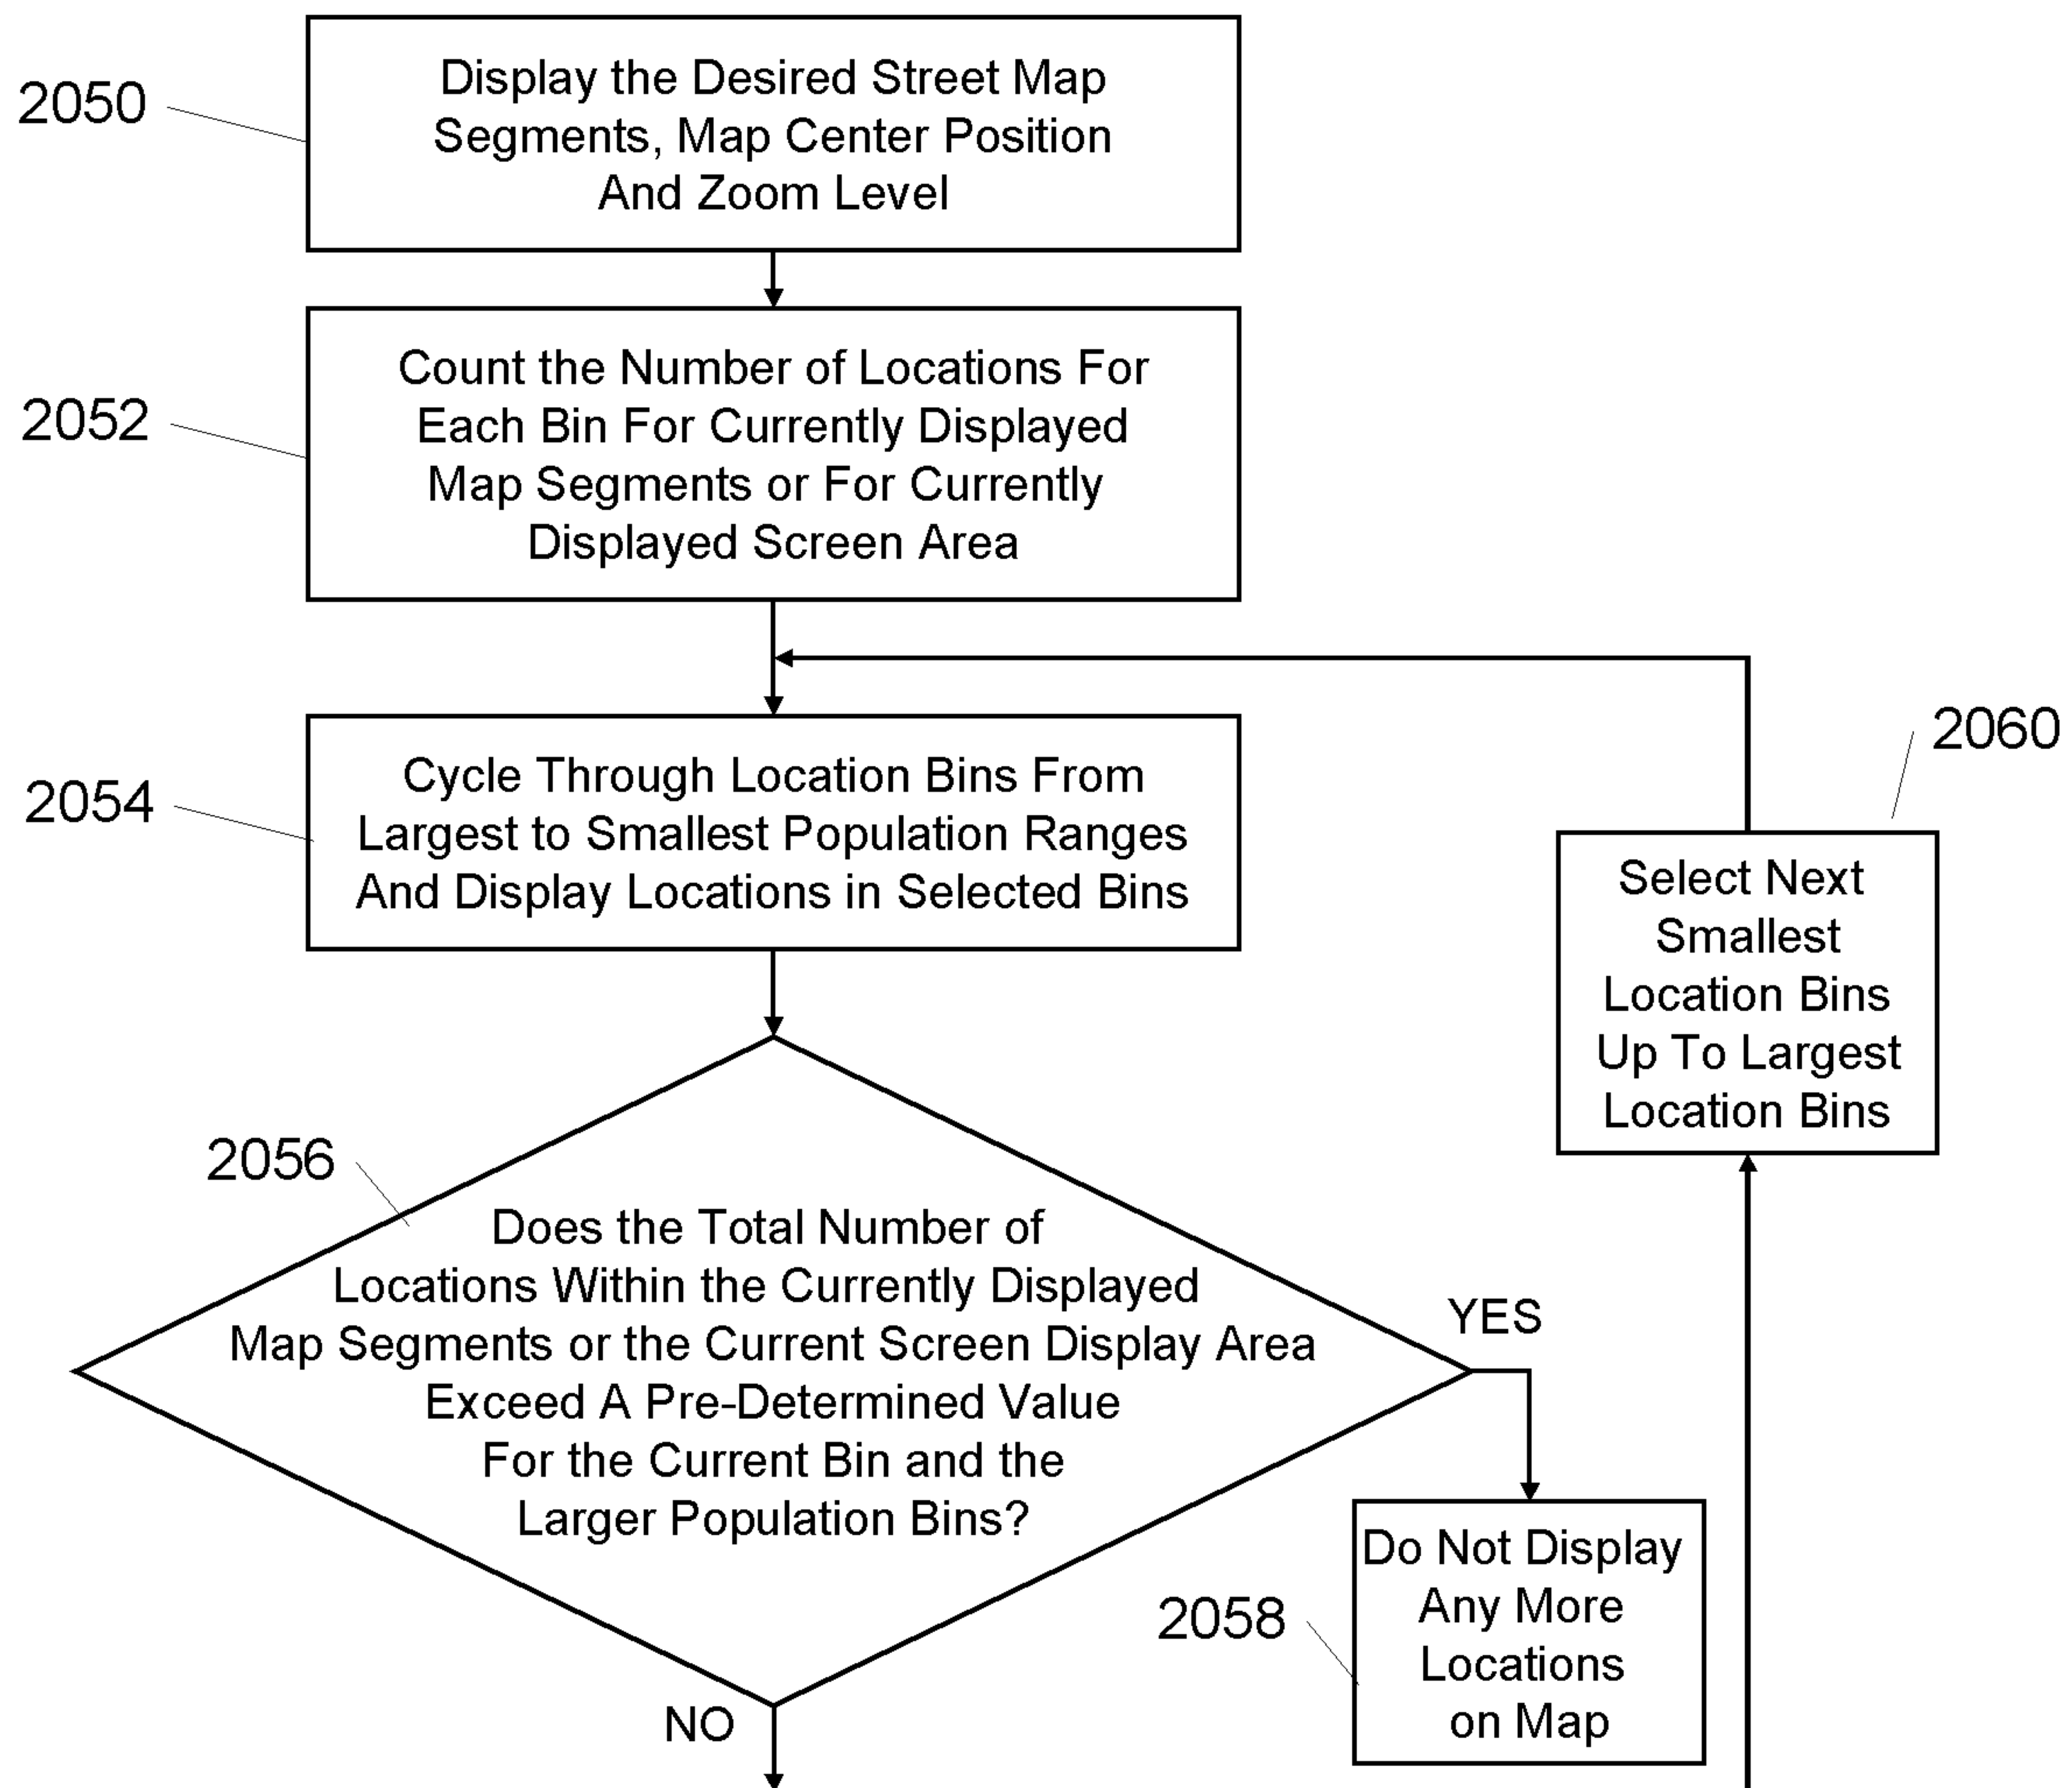 2050
Display the Desired Street Map
Segments, Map Center Position
And Zoom Level
2052
Count the Number of Locations For
Each Bin For Currently Displayed
Map Segments or For Currently
Displayed Screen Area
2054
Cycle Through Location Bins From
Largest to Smallest Population Ranges
And Display Locations in Selected Bins
2060
Select Next
Smallest
Location Bins
Up To Largest
Location Bins
2056
Does the Total Number of
Locations Within the Currently Displayed
Map Segments or the Current Screen Display Area
Exceed A Pre-Determined Value
For the Current Bin and the
Larger Population Bins?
YES
2058
Do Not Display
Any More
Locations
on Map
NO